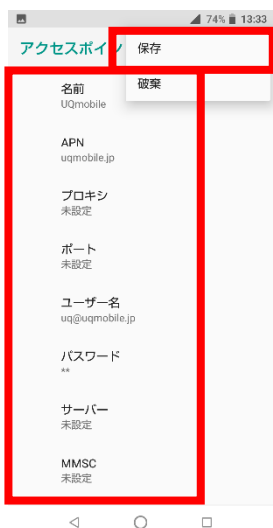 74% 13:33
アクセスポイン
保存
破棄
名前
UQmobile
APN
uqmobile.jp
プロキシ
未設定
ポート
未設定
ユーザー名
uq@uqmobile.jp
パスワード
**
サーバー
未設定
MMSC
未設定